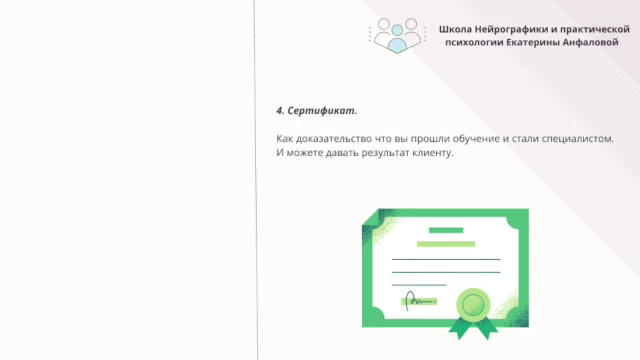 Школа Нейрографики и практической
психологии Екатерины Анфаловой
4. Сертификат.
Как доказательство что вы прошли обучение и стали специалистом.
И можете давать результат клиенту.